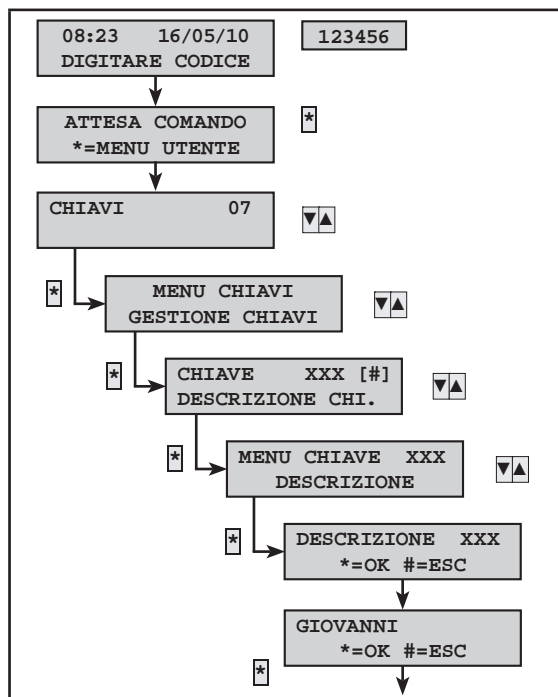 08:23 16/05/10
DIGITARE CODICE
123456
ATTESA COMANDO
*=MENU UTENTE
*
CHIAVI 07
▼▲
*
MENU CHIAVI
GESTIONE CHIAVI
▼▲
*
CHIAVE XXX [#]
DESCRIZIONE CHI.
▼▲
*
MENU CHIAVE XXX
DESCRIZIONE
▼▲
*
DESCRIZIONE XXX
*=OK #=ESC
GIOVANNI
*=OK #=ESC
*